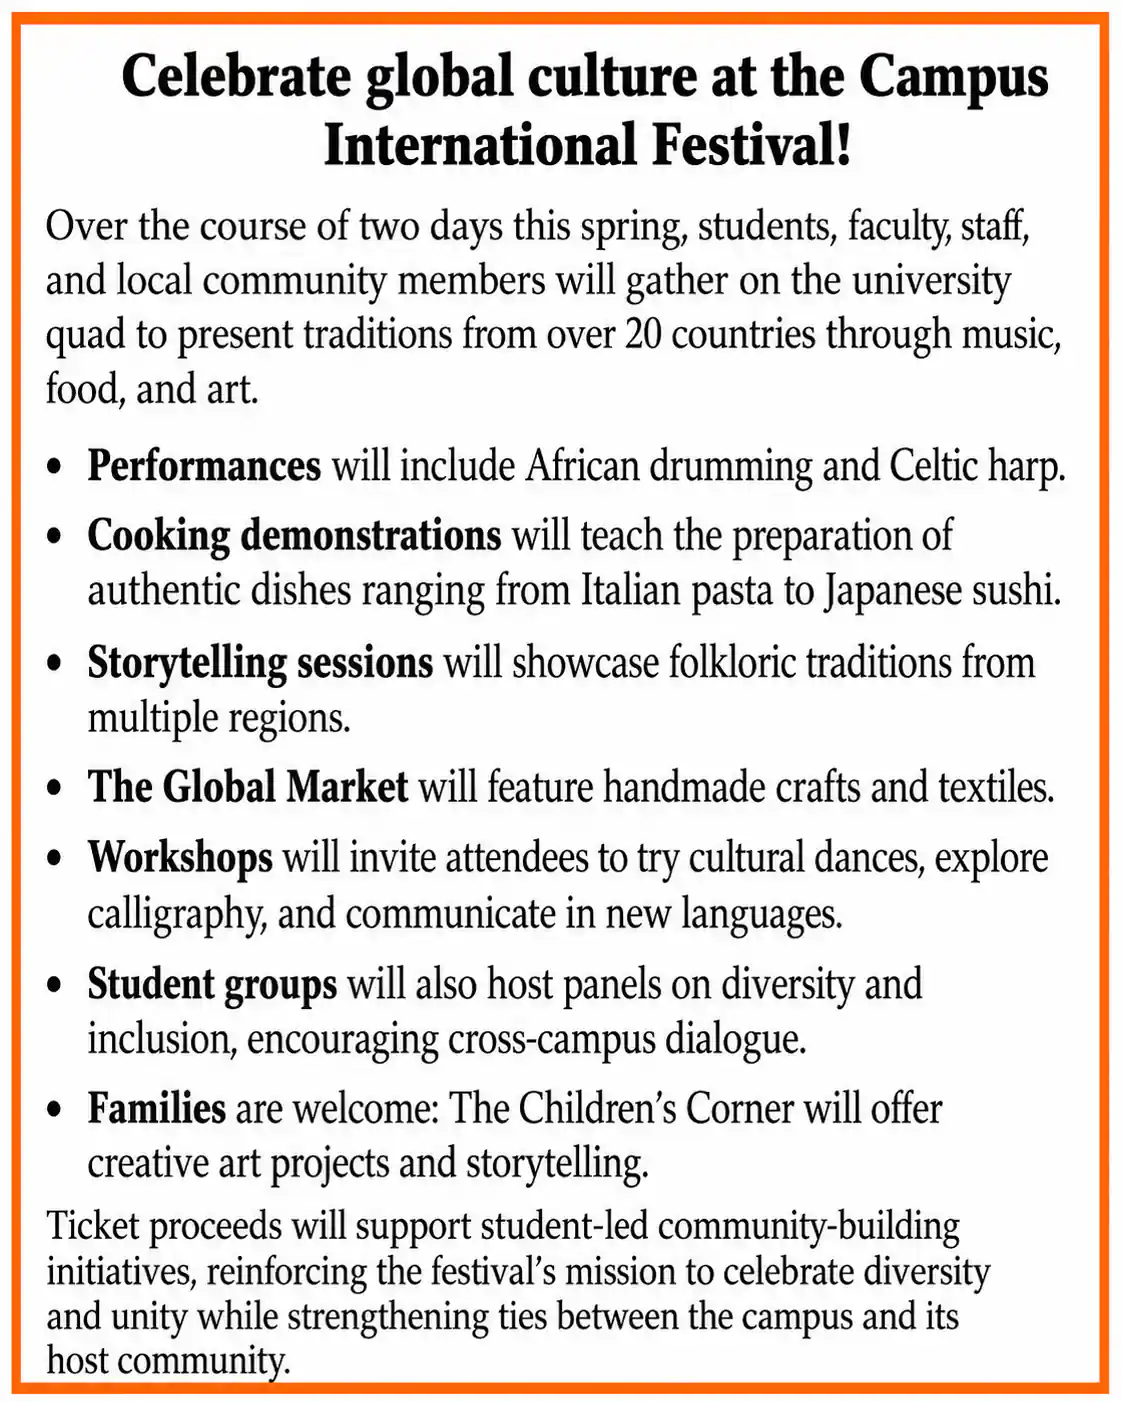 Celebrate global culture at the Campus
International Festival!
Over the course of two days this spring, students, faculty, staff,
and local community members will gather on the university
quad to present traditions from over 20 countries through music,
food, and art.
• Performances will include African drumming and Celtic harp.
• Cooking demonstrations will teach the preparation of
authentic dishes ranging from Italian pasta to Japanese sushi.
• Storytelling sessions will showcase folkloric traditions from
multiple regions.
• The Global Market will feature handmade crafts and textiles.
• Workshops will invite attendees to try cultural dances, explore
calligraphy, and communicate in new languages.
• Student groups will also host panels on diversity and
inclusion, encouraging cross-campus dialogue.
• Families are welcome: The Children’s Corner will offer
creative art projects and storytelling.
Ticket proceeds will support student-led community-building
initiatives, reinforcing the festival’s mission to celebrate diversity
and unity while strengthening ties between the campus and its
host community.